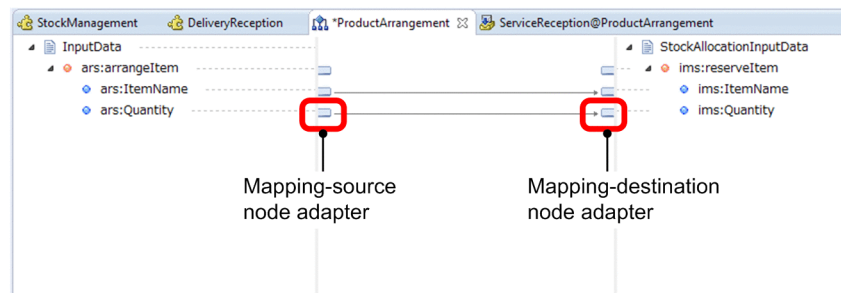 StockManagement DeliveryReception *ProductArrangement ServiceReception@ProductArrangement
InputData StockAllocationInputData
ars:arrangeItem ims:reserveItem
ars:ItemName ims:ItemName
ars:Quantity ims:Quantity
Mapping-source Mapping-destination
node adapter node adapter